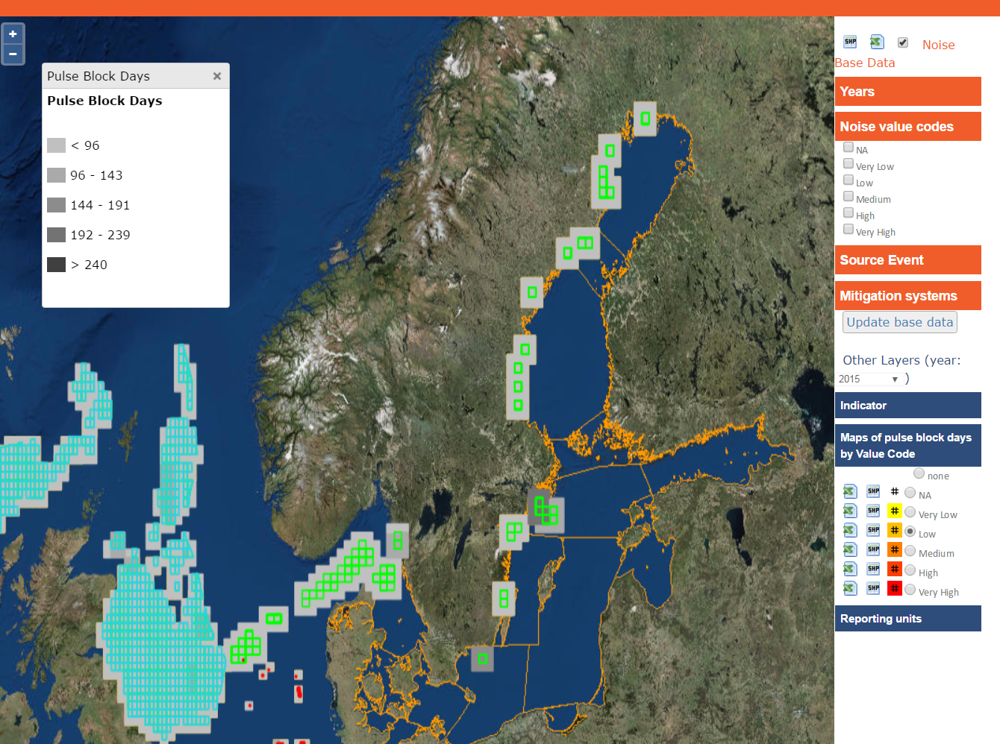 +
−
Pulse Block Days ×
Pulse Block Days
< 96
96 - 143
144 - 191
192 - 239
> 240
SHP Noise
Base Data
Years
Noise value codes
NA
Very Low
Low
Medium
High
Very High
Source Event
Mitigation systems
Update base data
Other Layers (year:
2015 ▼ )
Indicator
Maps of pulse block days
by Value Code
none
SHP # NA
SHP # Very Low
SHP # Low
SHP # Medium
SHP # High
SHP # Very High
Reporting units